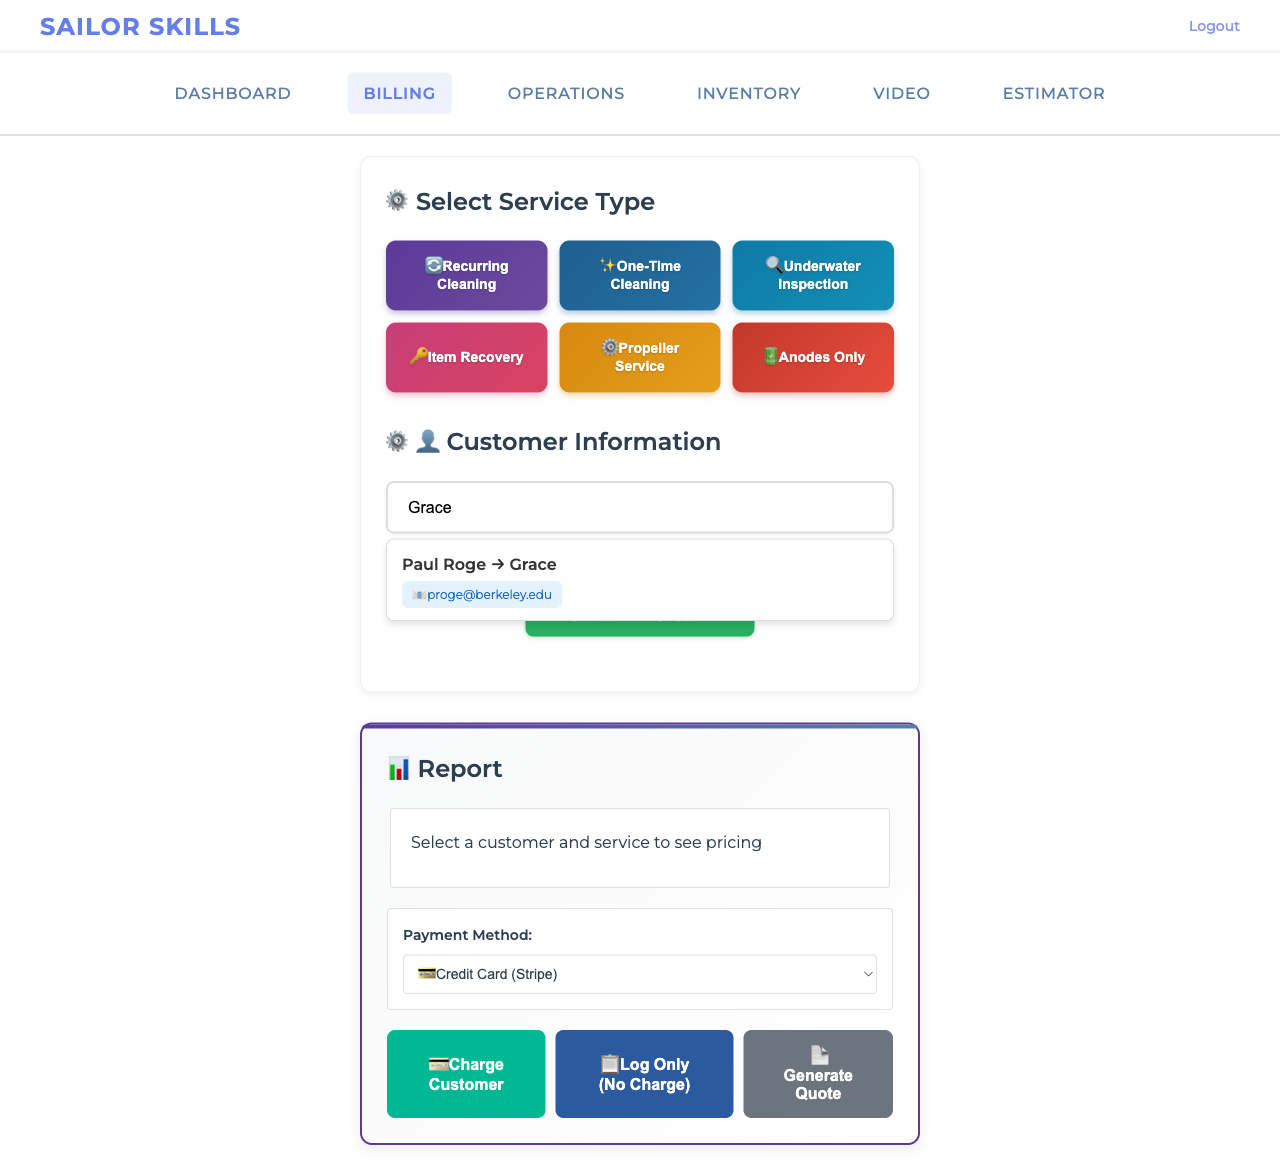 SAILOR SKILLS
Logout
DASHBOARD
BILLING
OPERATIONS
INVENTORY
VIDEO
ESTIMATOR
Select Service Type
Recurring
Cleaning
One-Time
Cleaning
Underwater
Inspection
Item Recovery
Propeller
Service
Anodes Only
Customer Information
Grace
Paul Roge → Grace
proge@berkeley.edu
Report
Select a customer and service to see pricing
Payment Method:
Credit Card (Stripe)
Charge
Customer
Log Only
(No Charge)
Generate
Quote